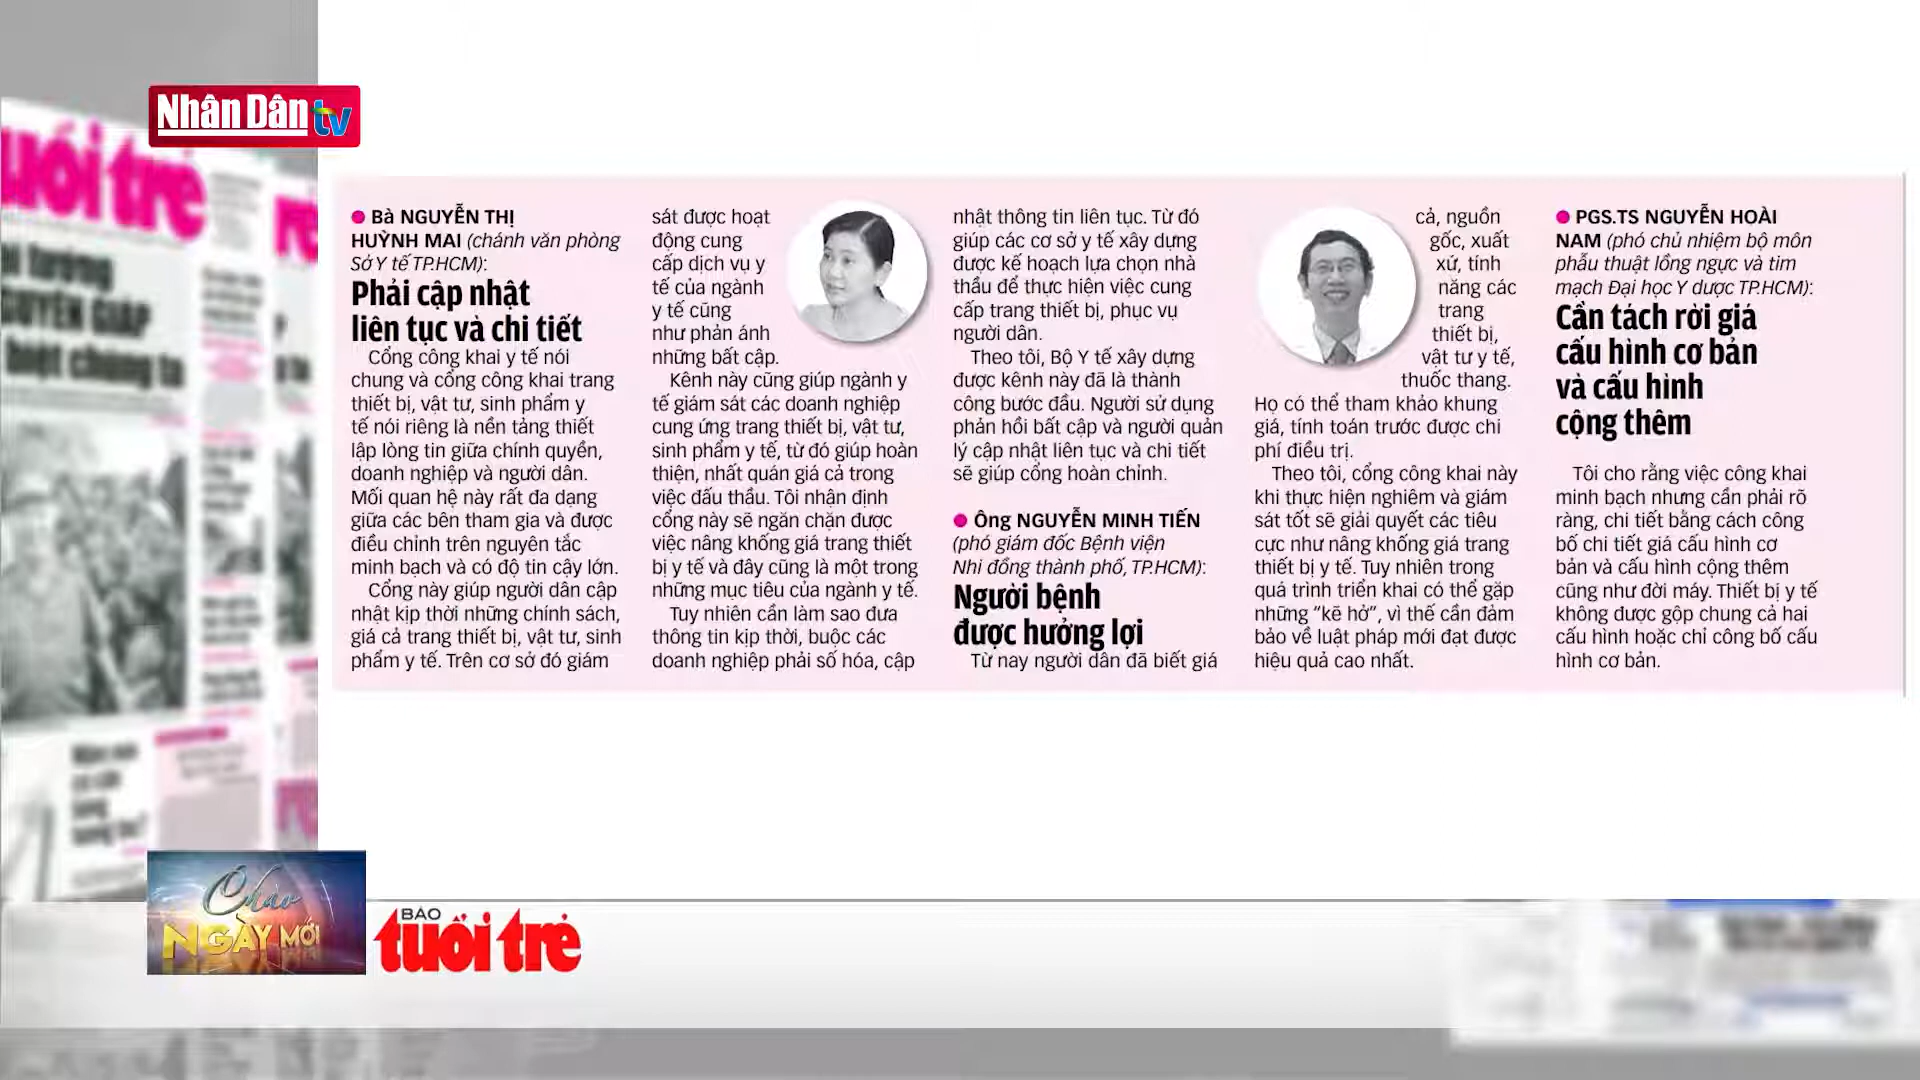 Nhân Dân tv
tuổi trẻ
● Bà NGUYỄN THỊ
HUỲNH MAI (chánh văn phòng
Sở Y tế TP.HCM):
Phải cập nhật
liên tục và chi tiết
Cổng công khai y tế nói
chung và cổng công khai trang
thiết bị, vật tư, sinh phẩm y
tế nói riêng là nền tảng thiết
lập lòng tin giữa chính quyền,
doanh nghiệp và người dân.
Mối quan hệ này rất đa dạng
giữa các bên tham gia và được
điều chỉnh trên nguyên tắc
minh bạch và có độ tin cậy lớn.
Cổng này giúp người dân cập
nhật kịp thời những chính sách,
giá cả trang thiết bị, vật tư, sinh
phẩm y tế. Trên cơ sở đó giám
sát được hoạt
động cung
cấp dịch vụ y
tế của ngành
y tế cũng
như phản ánh
những bất cập.
Kênh này cũng giúp ngành y
tế giám sát các doanh nghiệp
cung ứng trang thiết bị, vật tư,
sinh phẩm y tế, từ đó giúp hoàn
thiện, nhất quán giá cả trong
việc đấu thầu. Tôi nhận định
cổng này sẽ ngăn chặn được
việc nâng khống giá trang thiết
bị y tế và đây cũng là một trong
những mục tiêu của ngành y tế.
Tuy nhiên cần làm sao đưa
thông tin kịp thời, buộc các
doanh nghiệp phải số hóa, cập
nhật thông tin liên tục. Từ đó
giúp các cơ sở y tế xây dựng
được kế hoạch lựa chọn nhà
thầu để thực hiện việc cung
cấp trang thiết bị, phục vụ
người dân.
Theo tôi, Bộ Y tế xây dựng
được kênh này đã là thành
công bước đầu. Người sử dụng
phản hồi bất cập và người quản
lý cập nhật liên tục và chi tiết
sẽ giúp cổng hoàn chỉnh.
● Ông NGUYỄN MINH TIẾN
(phó giám đốc Bệnh viện
Nhi đồng thành phố, TP.HCM):
Người bệnh
được hưởng lợi
Từ nay người dân đã biết giá
cả, nguồn
gốc, xuất
xứ, tính
năng các
trang
thiết bị,
vật tư y tế,
thuốc thang.
Họ có thể tham khảo khung
giá, tính toán trước được chi
phí điều trị.
Theo tôi, cổng công khai này
khi thực hiện nghiêm và giám
sát tốt sẽ giải quyết các tiêu
cực như nâng khống giá trang
thiết bị y tế. Tuy nhiên trong
quá trình triển khai có thể gặp
những "kẽ hở", vì thế cần đảm
bảo về luật pháp mới đạt được
hiệu quả cao nhất.
● PGS.TS NGUYỄN HOÀI
NAM (phó chủ nhiệm bộ môn
phẫu thuật lồng ngực và tim
mạch Đại học Y dược TP.HCM):
Cần tách rời giá
cấu hình cơ bản
và cấu hình
cộng thêm
Tôi cho rằng việc công khai
minh bạch nhưng cần phải rõ
ràng, chi tiết bằng cách công
bố chi tiết giá cấu hình cơ
bản và cấu hình cộng thêm
cũng như đời máy. Thiết bị y tế
không được gộp chung cả hai
cấu hình hoặc chỉ công bố cấu
hình cơ bản.
Chào
NGÀY MỚI
BÁO
tuổi trẻ